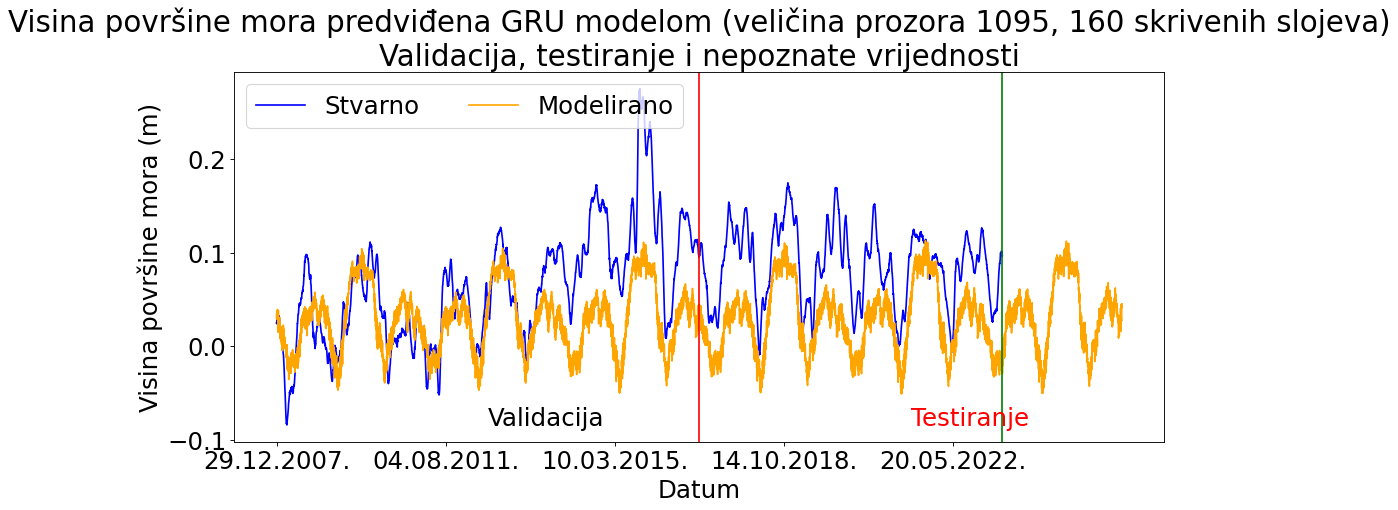 Visina površine mora predviđena GRU modelom (veličina prozora 1095, 160 skrivenih slojeva)
Validacija, testiranje i nepoznate vrijednosti
Stvarno Modelirano
Visina površine mora (m)
0.2
0.1
0.0
−0.1
Validacija Testiranje
29.12.2007. 04.08.2011. 10.03.2015. 14.10.2018. 20.05.2022.
Datum